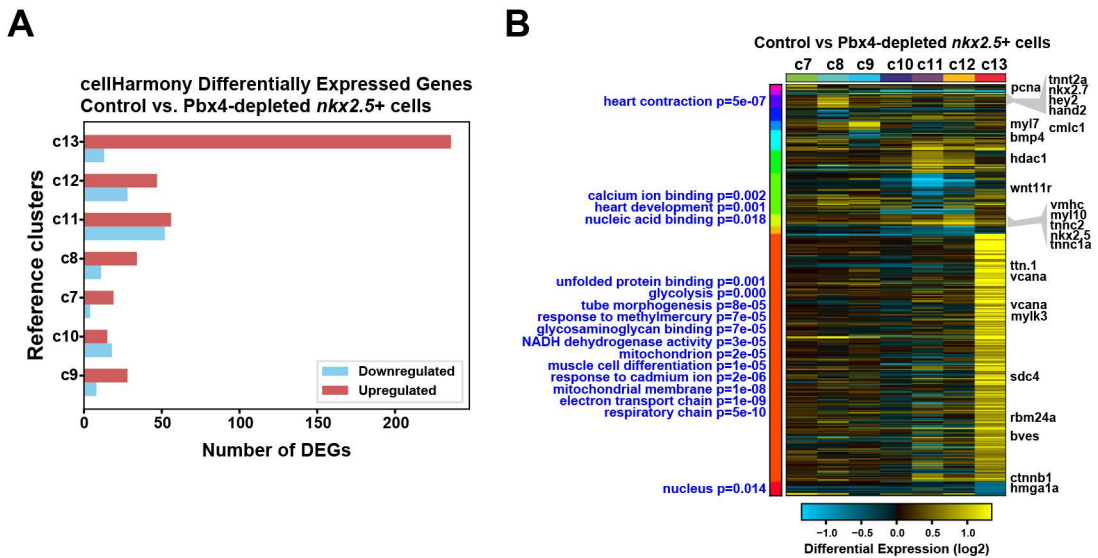 A
cellHarmony Differentially Expressed Genes
Control vs. Pbx4-depleted nkx2.5+ cells
Reference clusters
c13
c12
c11
c8
c7
c10
c9
Downregulated
Upregulated
0 50 100 150 200
Number of DEGs
B
Control vs Pbx4-depleted nkx2.5+ cells
c7 c8 c9 c10 c11 c12 c13
heart contraction p=5e-07
calcium ion binding p=0.002
heart development p=0.001
nucleic acid binding p=0.018
unfolded protein binding p=0.001
glycolysis p=0.000
tube morphogenesis p=8e-05
response to methylmercury p=7e-05
glycosaminoglycan binding p=7e-05
NADH dehydrogenase activity p=3e-05
mitochondrion p=2e-05
muscle cell differentiation p=1e-05
response to cadmium ion p=2e-06
mitochondrial membrane p=1e-08
electron transport chain p=1e-09
respiratory chain p=5e-10
nucleus p=0.014
pcna
tnnt2a
nkx2.7
hey2
hand2
myl7
cmlc1
bmp4
hdac1
wnt11r
vmhc
myl10
tnnc2
nkx2.5
tnnc1a
ttn.1
vcana
vcana
mylk3
sdc4
rbm24a
bves
ctnnb1
hmga1a
−1.0 −0.5 0.0 0.5 1.0
Differential Expression (log2)